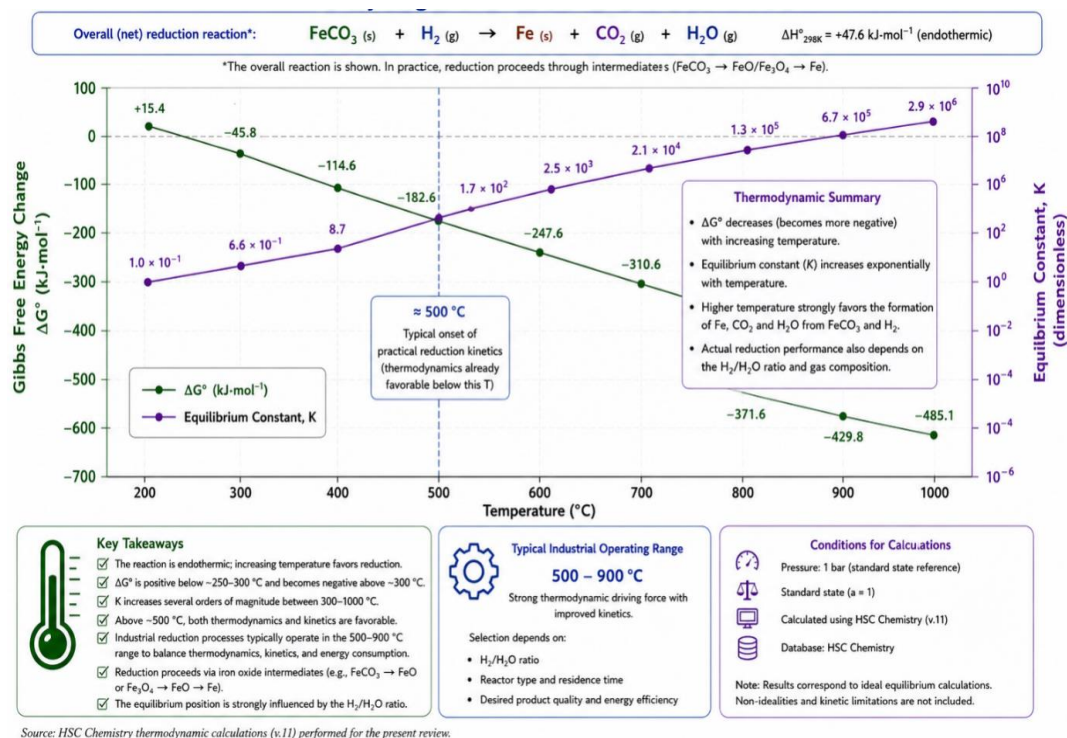 Overall (net) reduction reaction*: FeCO₃ (s) + H₂ (g) → Fe (s) + CO₂ (g) + H₂O (g) ΔH°₂₉₈K = +47.6 kJ·mol⁻¹ (endothermic)
*The overall reaction is shown. In practice, reduction proceeds through intermediates (FeCO₃ → FeO/Fe₃O₄ → Fe).
Gibbs Free Energy Change
ΔG° (kJ·mol⁻¹)
100
0
−100
−200
−300
−400
−500
−600
−700
+15.4
−45.8
−114.6
−182.6
−247.6
−310.6
−371.6
−429.8
−485.1
1.0 × 10⁻¹
6.6 × 10⁻¹
8.7
1.7 × 10²
2.5 × 10³
2.1 × 10⁴
1.3 × 10⁵
6.7 × 10⁵
2.9 × 10⁶
10¹⁰
10⁸
10⁶
10⁴
10²
10⁰
10⁻²
10⁻⁴
10⁻⁴
10⁻⁶
Equilbrium Constant, K
(dimensionless)
Thermodynamic Summary
• ΔG° decreases (becomes more negative)
with increasing temperature.
• Equilibrium constant (K) increases exponentially
with temperature.
• Higher temperature strongly favors the formation
of Fe, CO₂ and H₂O from FeCO₃ and H₂.
• Actual reduction performance also depends on
the H₂/H₂O ratio and gas composition.
≈ 500 °C
Typical onset of
practical reduction kinetics
(thermodynamics already
favorable below this T)
ΔG° (kJ·mol⁻¹)
Equilibrium Constant, K
200 300 400 500 600 700 800 900 1000
Temperature (°C)
Key Takeaways
The reaction is endothermic; increasing temperature favors reduction.
ΔG° is positive below ~250–300 °C and becomes negative above ~300 °C.
K increases several orders of magnitude between 300–1000 °C.
Above ~500 °C, both thermodynamics and kinetics are favorable.
Industrial reduction processes typically operate in the 500–900 °C
range to balance thermodynamics, kinetics, and energy consumption.
Reduction proceeds via iron oxide intermediates (e.g., FeCO₃ → FeO
or Fe₃O₄ → FeO → Fe).
The equilibrium position is strongly influenced by the H₂/H₂O ratio.
Typical Industrial Operating Range
500 – 900 °C
Strong thermodynamic driving force with
improved kinetics.
Selection depends on:
• H₂/H₂O ratio
• Reactor type and residence time
• Desired product quality and energy efficiency
Conditions for Calculations
Pressure: 1 bar (standard state reference)
Standard state (a = 1)
Calculated using HSC Chemistry (v.11)
Database: HSC Chemistry
Note: Results correspond to ideal equilibrium calculations.
Non-idealities and kinetic limitations are not included.
Source: HSC Chemistry thermodynamic calculations (v.11) performed for the present review.